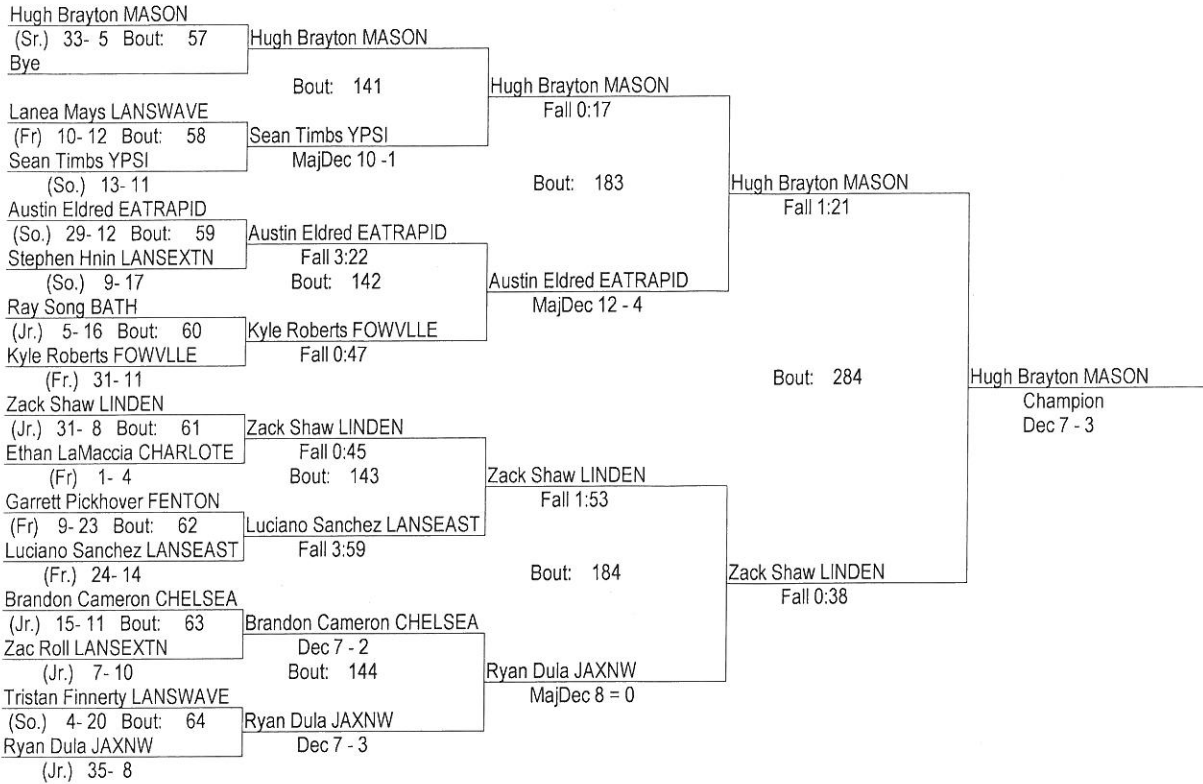 Hugh Brayton MASON
(Sr.) 33- 5 Bout: 57
Bye
Lanea Mays LANSWAVE
(Fr) 10- 12 Bout: 58
Sean Timbs YPSI
(So.) 13- 11
Austin Eldred EATRAPID
(So.) 29- 12 Bout: 59
Stephen Hnin LANSEXTN
(So.) 9- 17
Ray Song BATH
(Jr.) 5- 16 Bout: 60
Kyle Roberts FOWVLLE
(Fr.) 31- 11
Zack Shaw LINDEN
(Jr.) 31- 8 Bout: 61
Ethan LaMaccia CHARLOTE
(Fr) 1- 4
Garrett Pickhover FENTON
(Fr) 9- 23 Bout: 62
Luciano Sanchez LANSEAST
(Fr.) 24- 14
Brandon Cameron CHELSEA
(Jr.) 15- 11 Bout: 63
Zac Roll LANSEXTN
(Jr.) 7- 10
Tristan Finnerty LANSWAVE
(So.) 4- 20 Bout: 64
Ryan Dula JAXNW
(Jr.) 35- 8
Hugh Brayton MASON
Bout: 141
Sean Timbs YPSI
MajDec 10 -1
Austin Eldred EATRAPID
Fall 3:22
Bout: 142
Kyle Roberts FOWVLLE
Fall 0:47
Zack Shaw LINDEN
Fall 0:45
Bout: 143
Luciano Sanchez LANSEAST
Fall 3:59
Brandon Cameron CHELSEA
Dec 7 - 2
Bout: 144
Ryan Dula JAXNW
Dec 7 - 3
Hugh Brayton MASON
Fall 0:17
Bout: 183
Austin Eldred EATRAPID
MajDec 12 - 4
Zack Shaw LINDEN
Fall 1:53
Bout: 184
Ryan Dula JAXNW
MajDec 8 = 0
Hugh Brayton MASON
Fall 1:21
Bout: 284
Zack Shaw LINDEN
Fall 0:38
Hugh Brayton MASON
Champion
Dec 7 - 3